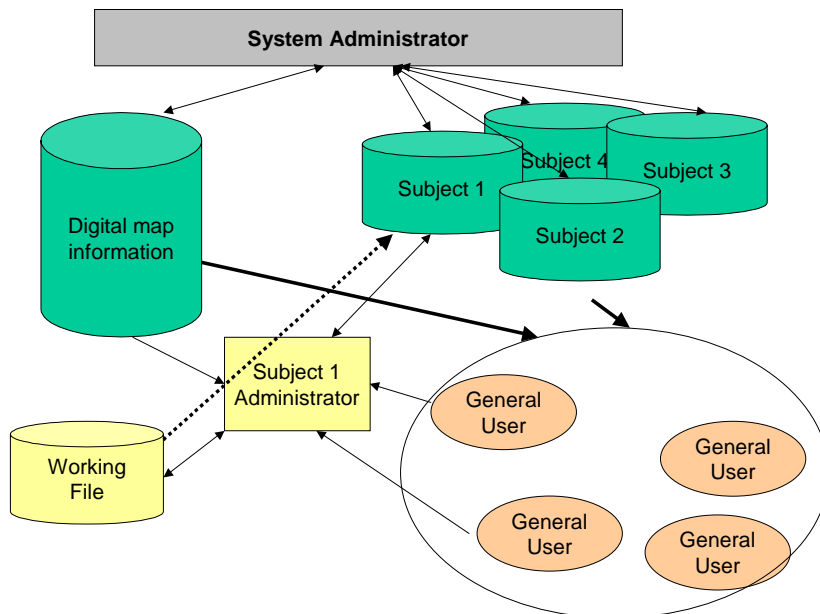 System Administrator
Subject 4
Subject 1
Subject 3
Digital map
information
Subject 2
Subject 1
Administrator
General
User
General
User
Working
File
General
User
General
User